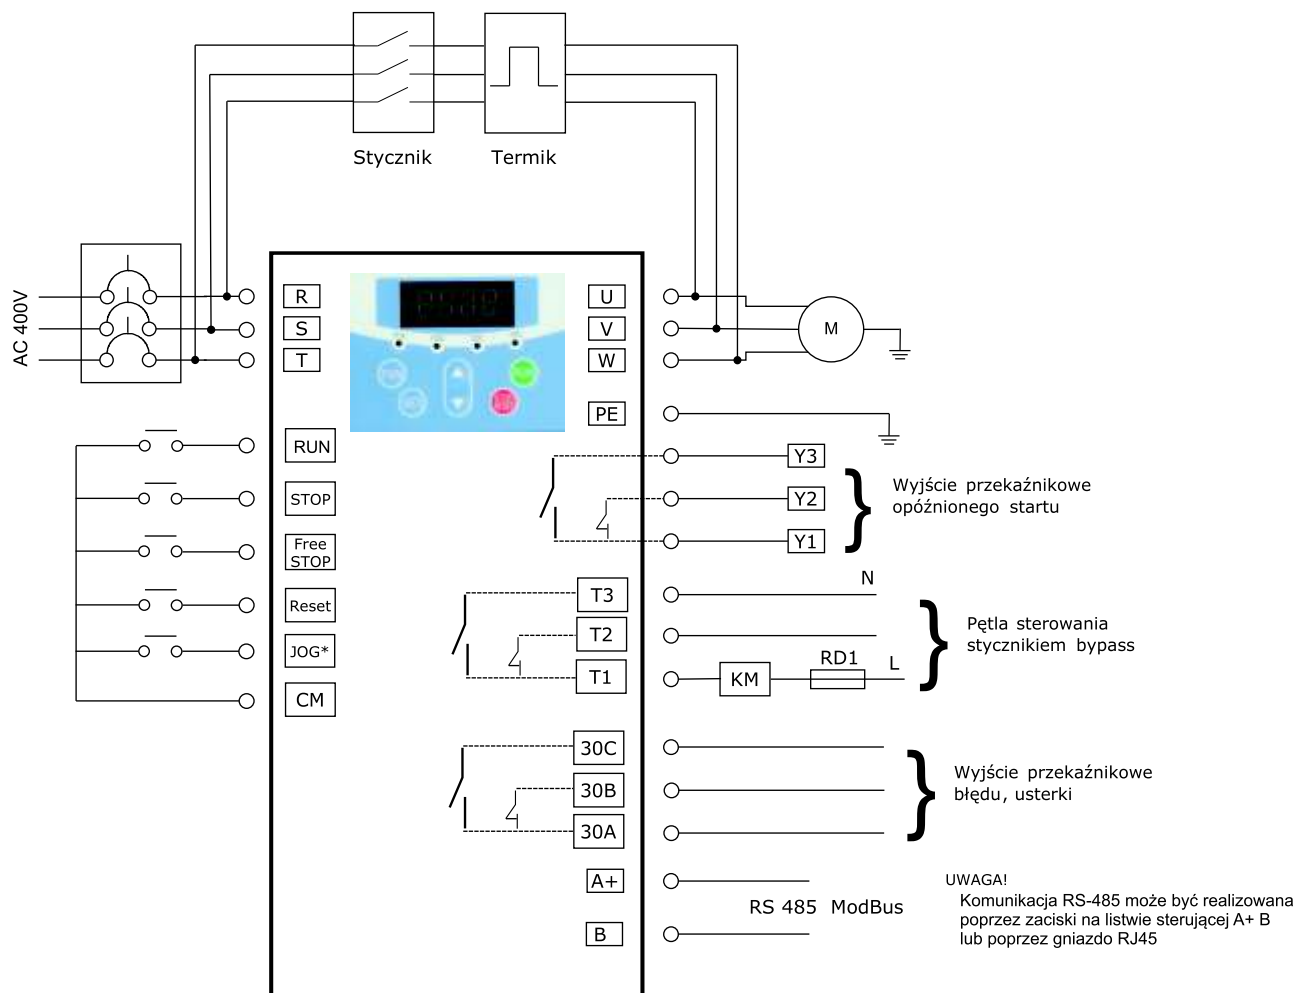 Stycznik
Termik
AC 400V
R
S
T
U
V
W
PE
M
RUN
STOP
Free
STOP
Reset
JOG*
CM
Y3
Y2
Y1
Wyjście przekaźnikowe
opóźnionego startu
T3
T2
T1
N
KM
RD1
L
Pętla sterowania
stycznikiem bypass
30C
30B
30A
Wyjście przekaźnikowe
błędu, usterki
A+
B
RS 485 ModBus
UWAGA!
Komunikacja RS-485 może być realizowana
poprzez zaciski na listwie sterującej A+ B
lub poprzez gniazdo RJ45